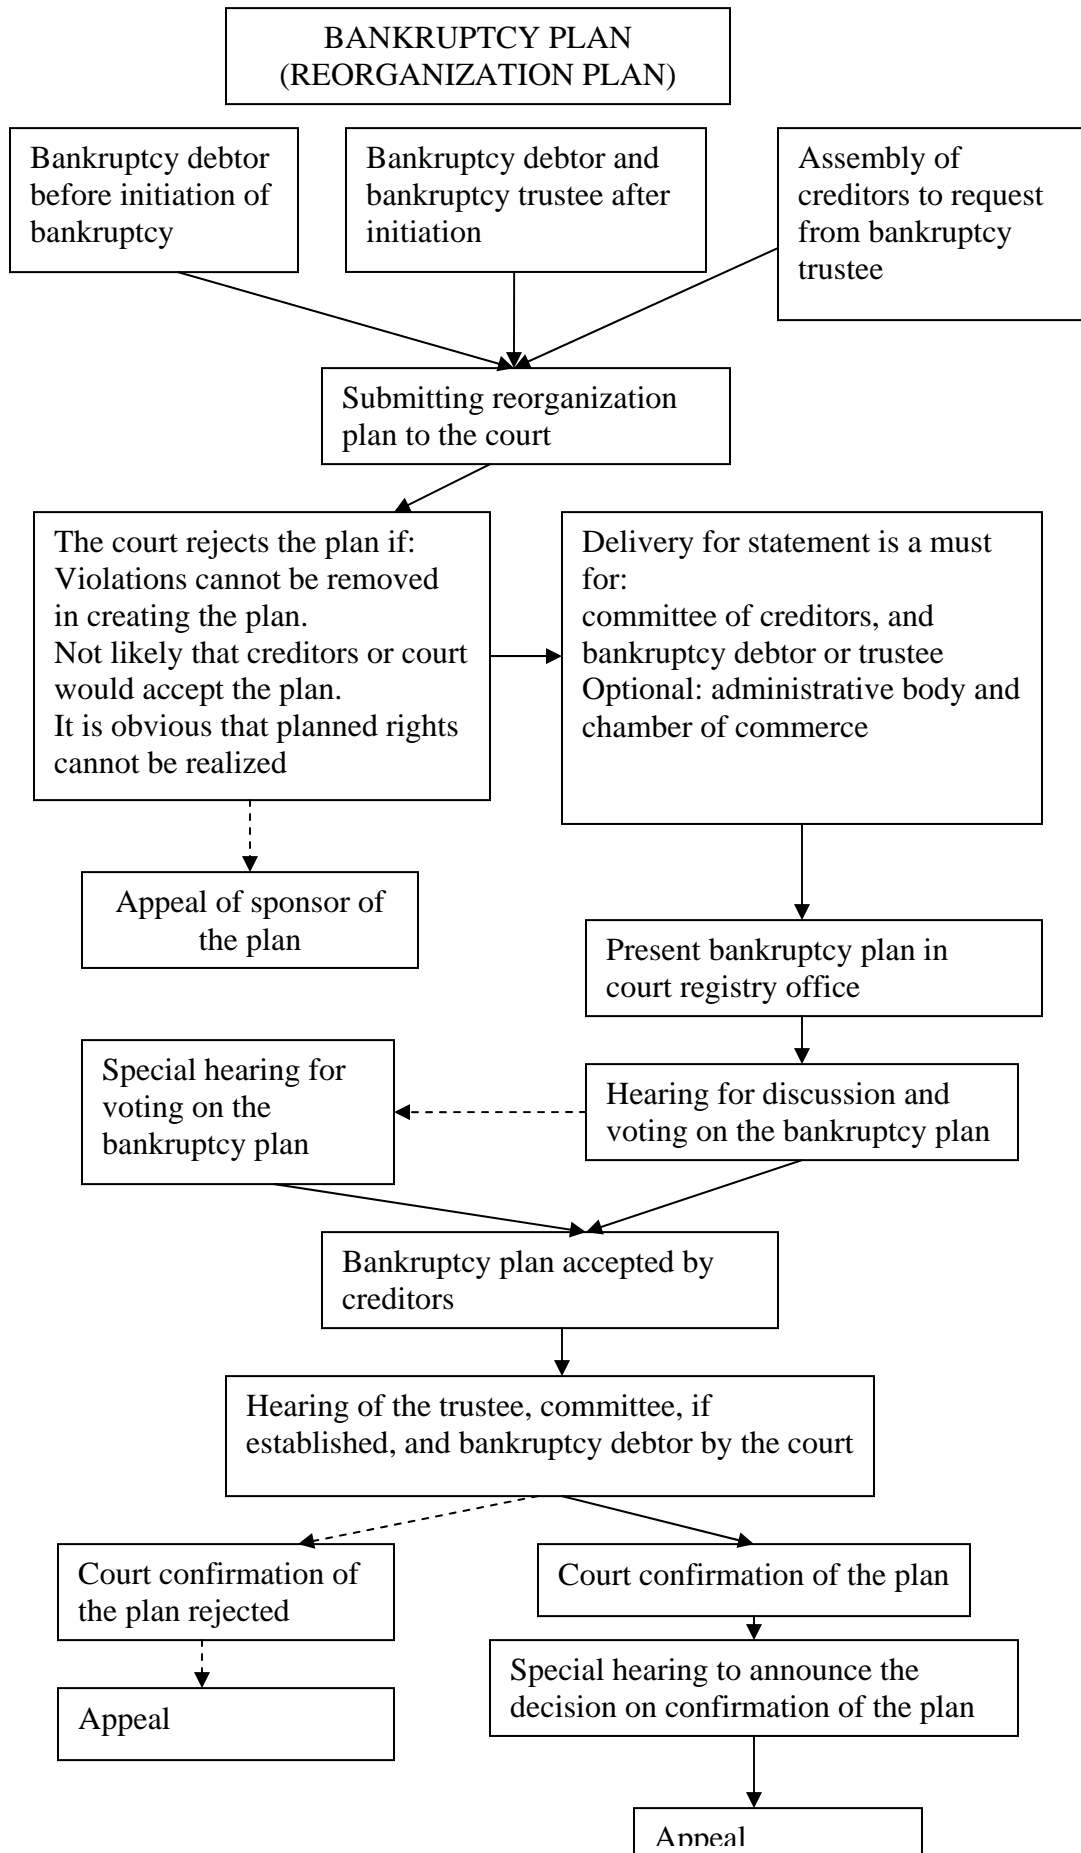 BANKRUPTCY PLAN
(REORGANIZATION PLAN)
Bankruptcy debtor
before initiation of
bankruptcy
Bankruptcy debtor and
bankruptcy trustee after
initiation
Assembly of
creditors to request
from bankruptcy
trustee
Submitting reorganization
plan to the court
The court rejects the plan if:
Violations cannot be removed
in creating the plan.
Not likely that creditors or court
would accept the plan.
It is obvious that planned rights
cannot be realized
Delivery for statement is a must
for:
committee of creditors, and
bankruptcy debtor or trustee
Optional: administrative body and
chamber of commerce
Appeal of sponsor of
the plan
Present bankruptcy plan in
court registry office
Special hearing for
voting on the
bankruptcy plan
Hearing for discussion and
voting on the bankruptcy plan
Bankruptcy plan accepted by
creditors
Hearing of the trustee, committee, if
established, and bankruptcy debtor by the court
Court confirmation of
the plan rejected
Court confirmation of the plan
Special hearing to announce the
decision on confirmation of the plan
Appeal
Appeal